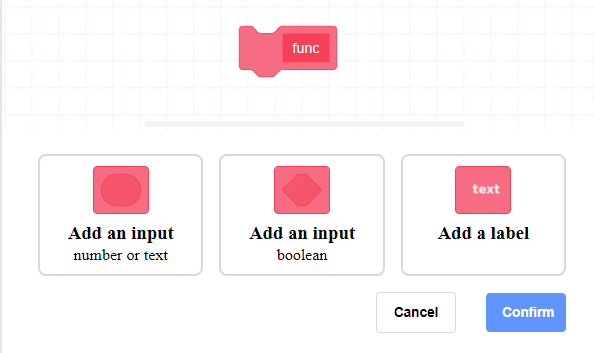 func
text
Add an input
number or text
Add an input
boolean
Add a label
Cancel
Confirm